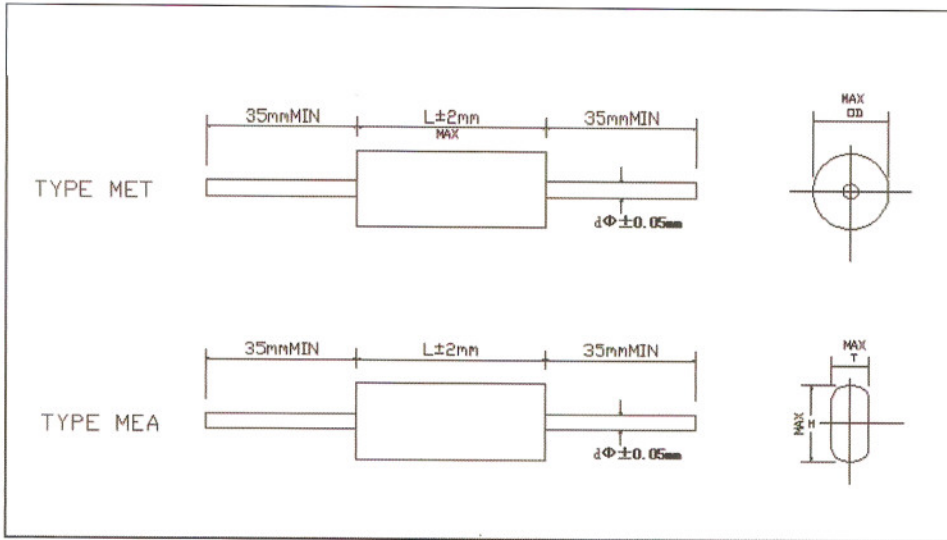 35mmMIN L±2mm 35mmMIN
MAX
MAX
OD
TYPE MET
dΦ±0.05mm
35mmMIN L±2mm 35mmMIN
MAX
T
TYPE MEA
MAX
H
dΦ±0.05mm